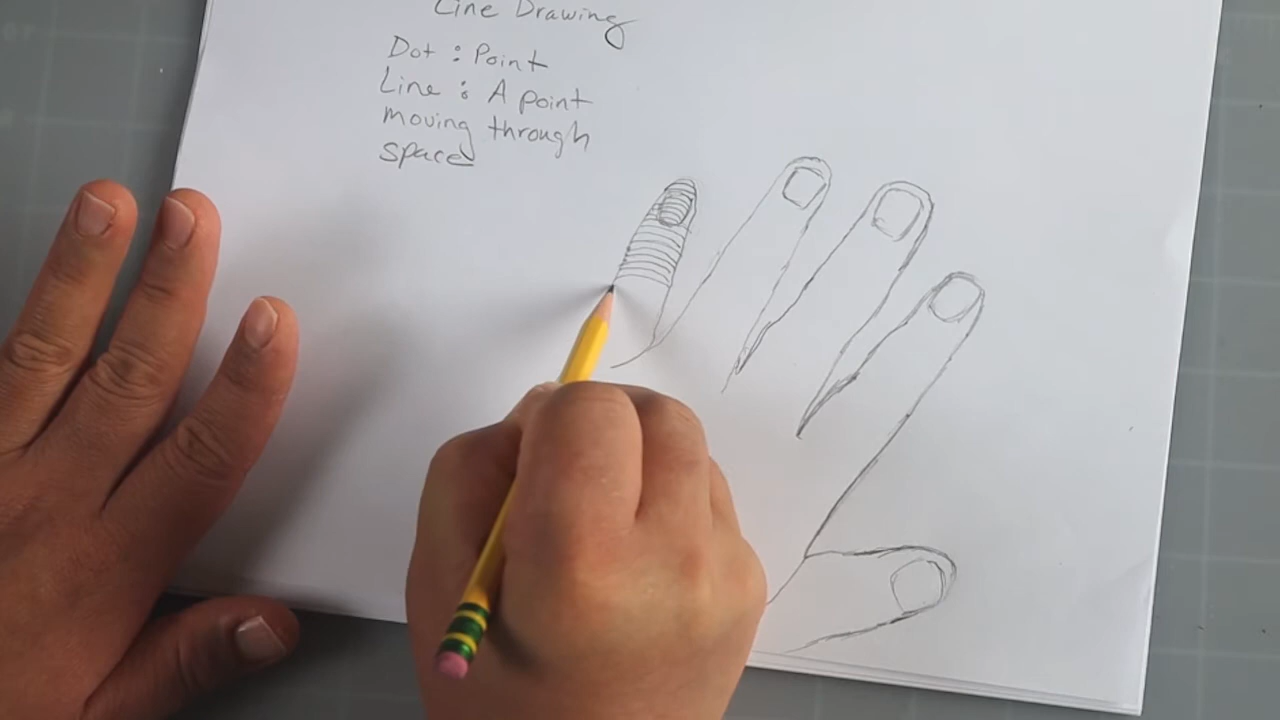 Line Drawing
Dot : Point
Line : A point
moving through
space